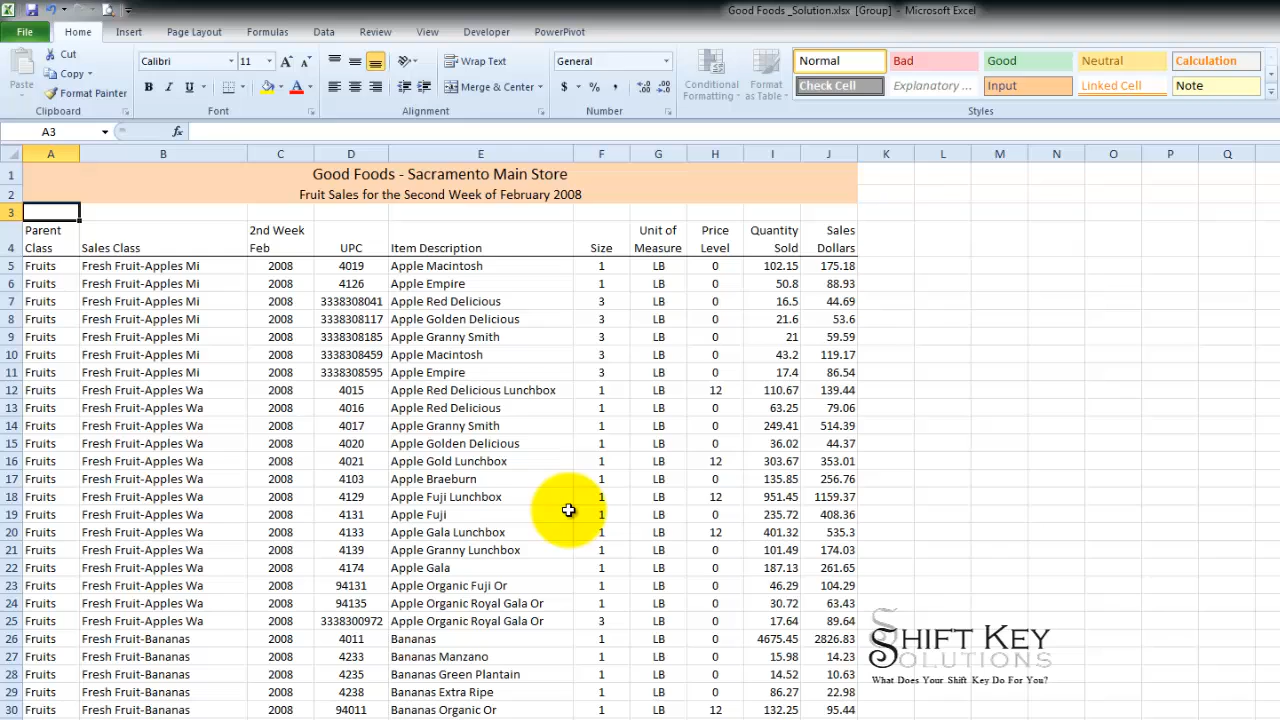 Good Foods _Solution.xlsx [Group] - Microsoft Excel
File Home Insert Page Layout Formulas Data Review View Developer PowerPivot
Paste Cut Copy Format Painter Clipboard
Calibri 11 A A B I U A Font
Wrap Text Merge & Center Alignment
General $ % , Number
Conditional Formatting Format as Table Normal Bad Good Neutral Calculation
Check Cell Explanatory ... Input Linked Cell Note
Styles
A3 fx
A B C D E F G H I J K L M N O P Q
1 Good Foods - Sacramento Main Store
2 Fruit Sales for the Second Week of February 2008
3
Parent 2nd Week Unit of Price Quantity Sales
4 Class Sales Class Feb UPC Item Description Size Measure Level Sold Dollars
5 Fruits Fresh Fruit-Apples Mi 2008 4019 Apple Macintosh 1 LB 0 102.15 175.18
6 Fruits Fresh Fruit-Apples Mi 2008 4126 Apple Empire 1 LB 0 50.8 88.93
7 Fruits Fresh Fruit-Apples Mi 2008 3338308041 Apple Red Delicious 3 LB 0 16.5 44.69
8 Fruits Fresh Fruit-Apples Mi 2008 3338308117 Apple Golden Delicious 3 LB 0 21.6 53.6
9 Fruits Fresh Fruit-Apples Mi 2008 3338308185 Apple Granny Smith 3 LB 0 21 59.59
10 Fruits Fresh Fruit-Apples Mi 2008 3338308459 Apple Macintosh 3 LB 0 43.2 119.17
11 Fruits Fresh Fruit-Apples Mi 2008 3338308595 Apple Empire 3 LB 0 17.4 86.54
12 Fruits Fresh Fruit-Apples Wa 2008 4015 Apple Red Delicious Lunchbox 1 LB 12 110.67 139.44
13 Fruits Fresh Fruit-Apples Wa 2008 4016 Apple Red Delicious 1 LB 0 63.25 79.06
14 Fruits Fresh Fruit-Apples Wa 2008 4017 Apple Granny Smith 1 LB 0 249.41 514.39
15 Fruits Fresh Fruit-Apples Wa 2008 4020 Apple Golden Delicious 1 LB 0 36.02 44.37
16 Fruits Fresh Fruit-Apples Wa 2008 4021 Apple Gold Lunchbox 1 LB 12 303.67 353.01
17 Fruits Fresh Fruit-Apples Wa 2008 4103 Apple Braeburn 1 LB 0 135.85 256.76
18 Fruits Fresh Fruit-Apples Wa 2008 4129 Apple Fuji Lunchbox 1 LB 12 951.45 1159.37
19 Fruits Fresh Fruit-Apples Wa 2008 4131 Apple Fuji 1 LB 0 235.72 408.36
20 Fruits Fresh Fruit-Apples Wa 2008 4133 Apple Gala Lunchbox 1 LB 12 401.32 535.3
21 Fruits Fresh Fruit-Apples Wa 2008 4139 Apple Granny Lunchbox 1 LB 0 101.49 174.03
22 Fruits Fresh Fruit-Apples Wa 2008 4174 Apple Gala 1 LB 0 187.13 261.65
23 Fruits Fresh Fruit-Apples Wa 2008 94131 Apple Organic Fuji Or 1 LB 0 46.29 104.29
24 Fruits Fresh Fruit-Apples Wa 2008 94135 Apple Organic Royal Gala Or 1 LB 0 30.72 63.43
25 Fruits Fresh Fruit-Apples Wa 2008 3338300972 Apple Organic Royal Gala Or 3 LB 0 17.64 89.64
26 Fruits Fresh Fruit-Bananas 2008 4011 Bananas 1 LB 0 4675.45 2826.83
27 Fruits Fresh Fruit-Bananas 2008 4233 Bananas Manzano 1 LB 0 15.98 14.23
28 Fruits Fresh Fruit-Bananas 2008 4235 Bananas Green Plantain 1 LB 0 14.52 10.63
29 Fruits Fresh Fruit-Bananas 2008 4238 Bananas Extra Ripe 1 LB 0 86.27 22.98
30 Fruits Fresh Fruit-Bananas 2008 94011 Bananas Organic Or 1 LB 12 132.25 95.44
SHIFT KEY
SOLUTIONS
What Does Your Shift Key Do For You?